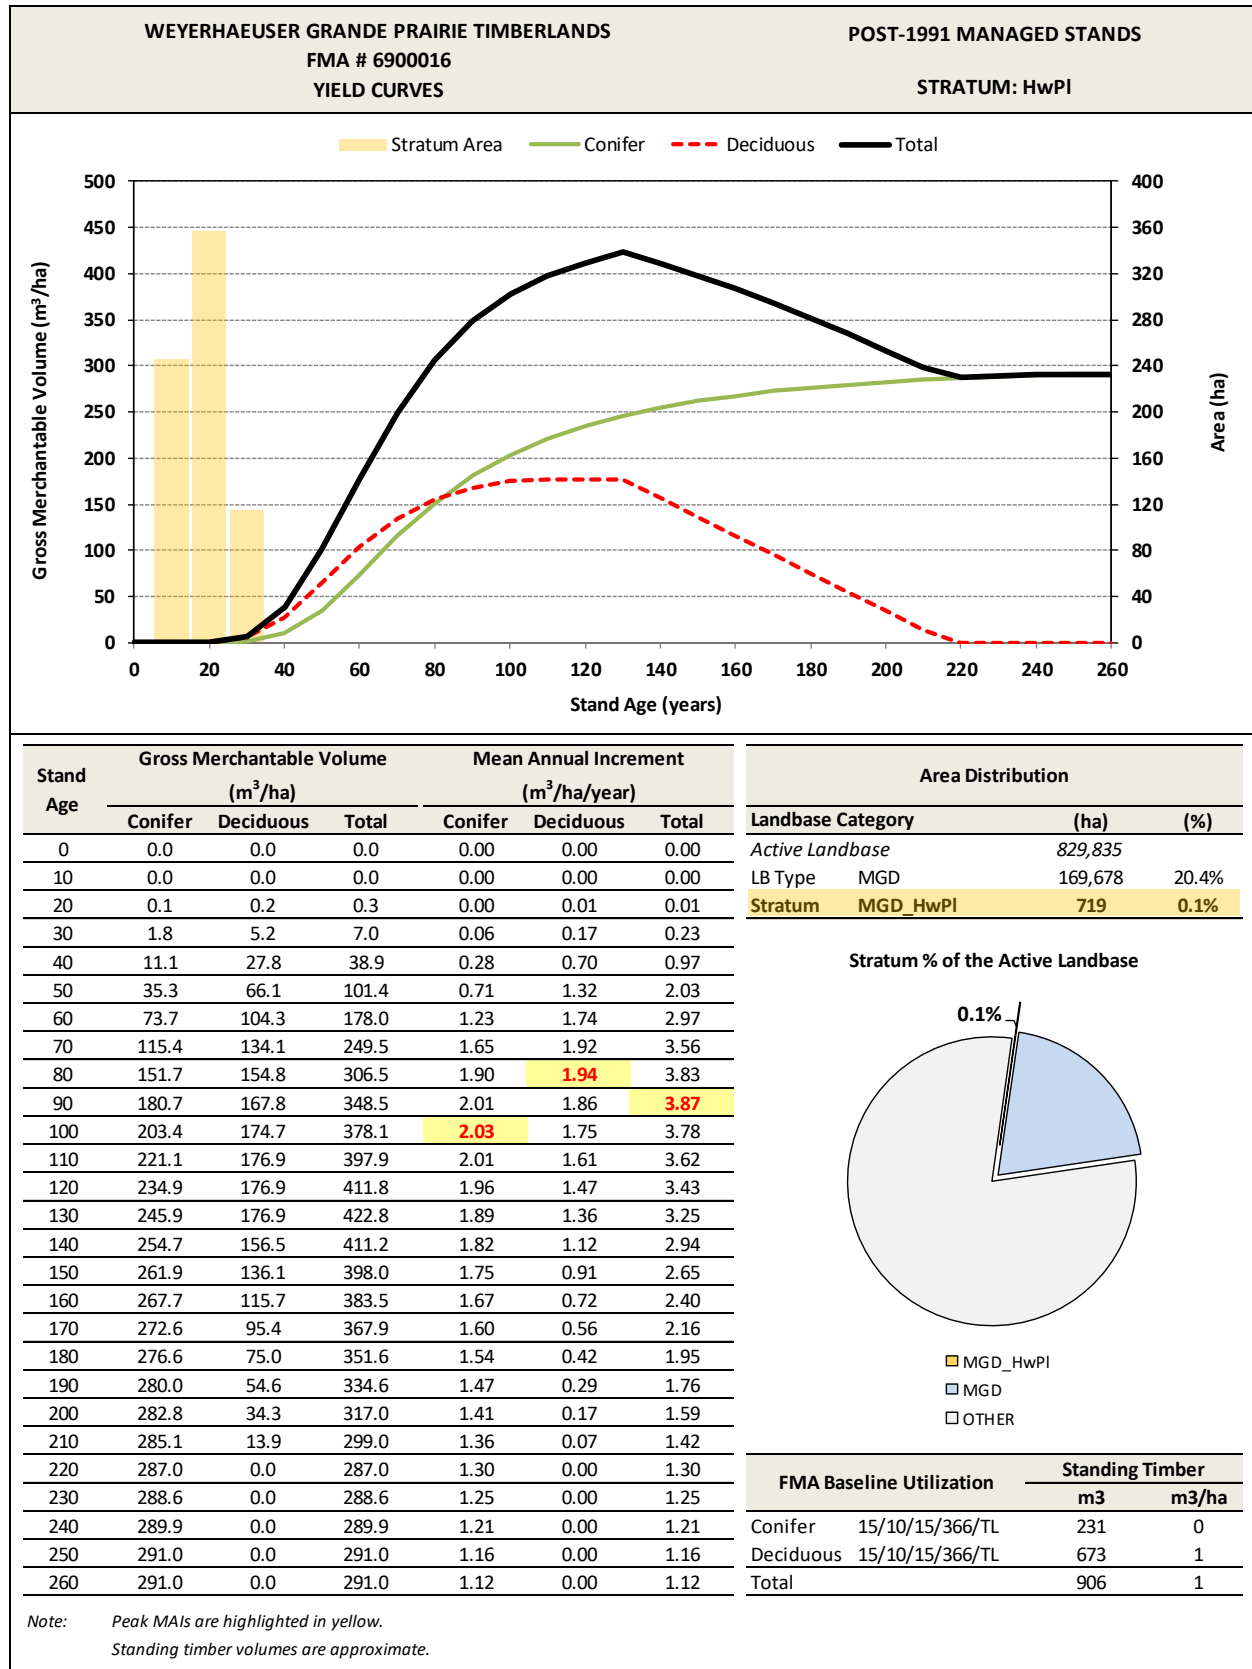 WEYERHAEUSER GRANDE PRAIRIE TIMBERLANDS
FMA # 6900016
YIELD CURVES
POST-1991 MANAGED STANDS
STRATUM: HwPl
Stratum Area Conifer Deciduous Total
Gross Merchantable Volume (m³/ha)
500
450
400
350
300
250
200
150
100
50
0
400
360
320
280
240
200
160
120
80
40
0
Area (ha)
0 20 40 60 80 100 120 140 160 180 200 220 240 260
Stand Age (years)
Stand Age Gross Merchantable Volume (m³/ha) Mean Annual Increment (m³/ha/year)
Conifer Deciduous Total Conifer Deciduous Total
0 0.0 0.0 0.0 0.00 0.00 0.00
10 0.0 0.0 0.0 0.00 0.00 0.00
20 0.1 0.2 0.3 0.00 0.01 0.01
30 1.8 5.2 7.0 0.06 0.17 0.23
40 11.1 27.8 38.9 0.28 0.70 0.97
50 35.3 66.1 101.4 0.71 1.32 2.03
60 73.7 104.3 178.0 1.23 1.74 2.97
70 115.4 134.1 249.5 1.65 1.92 3.56
80 151.7 154.8 306.5 1.90 1.94 3.83
90 180.7 167.8 348.5 2.01 1.86 3.87
100 203.4 174.7 378.1 2.03 1.75 3.78
110 221.1 176.9 397.9 2.01 1.61 3.62
120 234.9 176.9 411.8 1.96 1.47 3.43
130 245.9 176.9 422.8 1.89 1.36 3.25
140 254.7 156.5 411.2 1.82 1.12 2.94
150 261.9 136.1 398.0 1.75 0.91 2.65
160 267.7 115.7 383.5 1.67 0.72 2.40
170 272.6 95.4 367.9 1.60 0.56 2.16
180 276.6 75.0 351.6 1.54 0.42 1.95
190 280.0 54.6 334.6 1.47 0.29 1.76
200 282.8 34.3 317.0 1.41 0.17 1.59
210 285.1 13.9 299.0 1.36 0.07 1.42
220 287.0 0.0 287.0 1.30 0.00 1.30
230 288.6 0.0 288.6 1.25 0.00 1.25
240 289.9 0.0 289.9 1.21 0.00 1.21
250 291.0 0.0 291.0 1.16 0.00 1.16
260 291.0 0.0 291.0 1.12 0.00 1.12
Area Distribution
Landbase Category (ha) (%)
Active Landbase 829,835
LB Type MGD 169,678 20.4%
Stratum MGD_HwPl 719 0.1%
Stratum % of the Active Landbase
0.1%
MGD_HwPl
MGD
OTHER
FMA Baseline Utilization Standing Timber
m3 m3/ha
Conifer 15/10/15/366/TL 231 0
Deciduous 15/10/15/366/TL 673 1
Total 906 1
Note: Peak MAIs are highlighted in yellow.
Standing timber volumes are approximate.